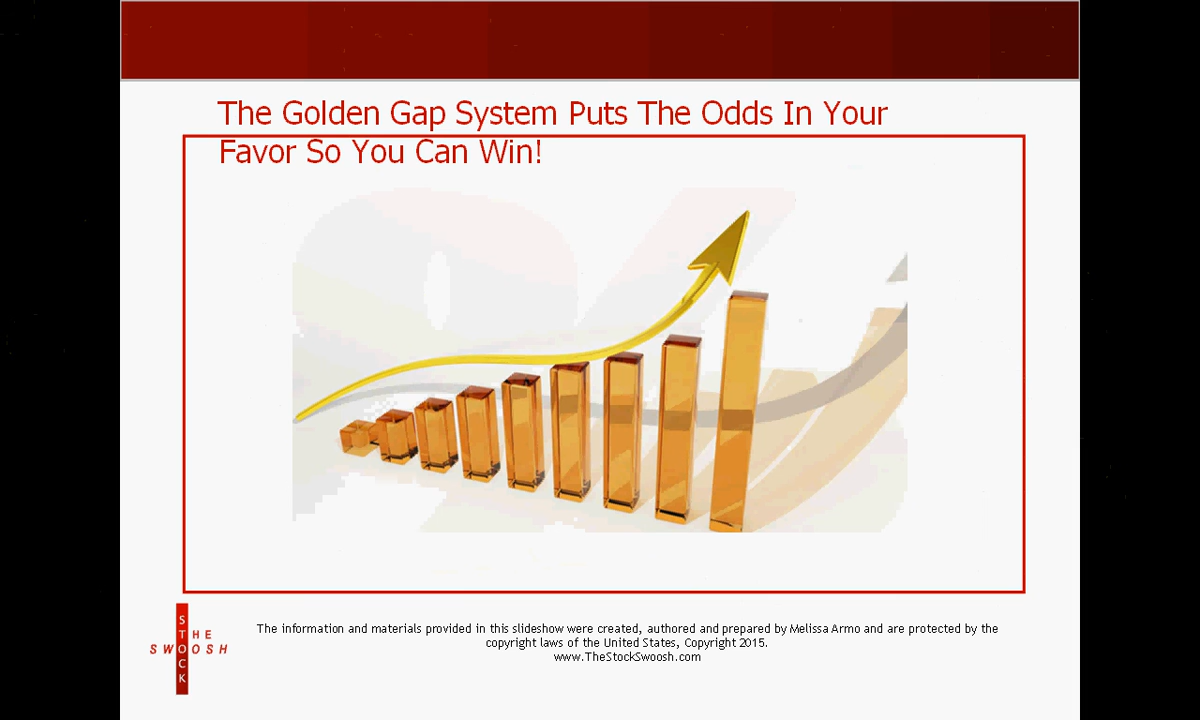 The Golden Gap System Puts The Odds In Your
Favor So You Can Win!
THE
STOCK
SWOOSH
The information and materials provided in this slideshow were created, authored and prepared by Melissa Armo and are protected by the
copyright laws of the United States, Copyright 2015.
www.TheStockSwoosh.com